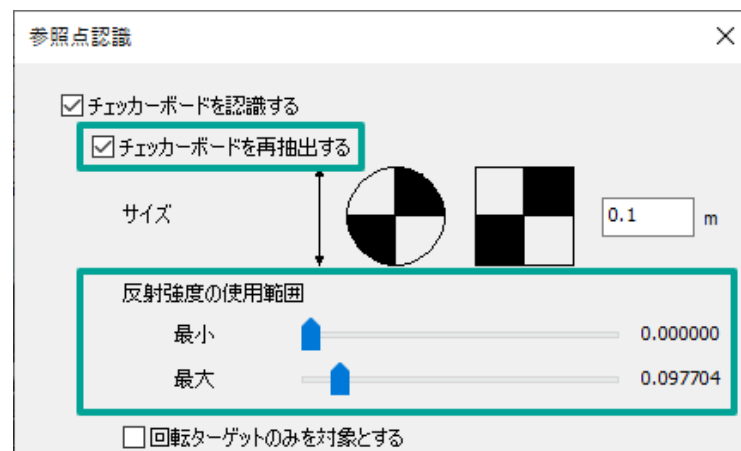 参照点認識
チェッカーボードを認識する
チェッカーボードを再抽出する
サイズ 0.1 m
反射強度の使用範囲
最小 0.000000
最大 0.097704
回転ターゲットのみを対象とする